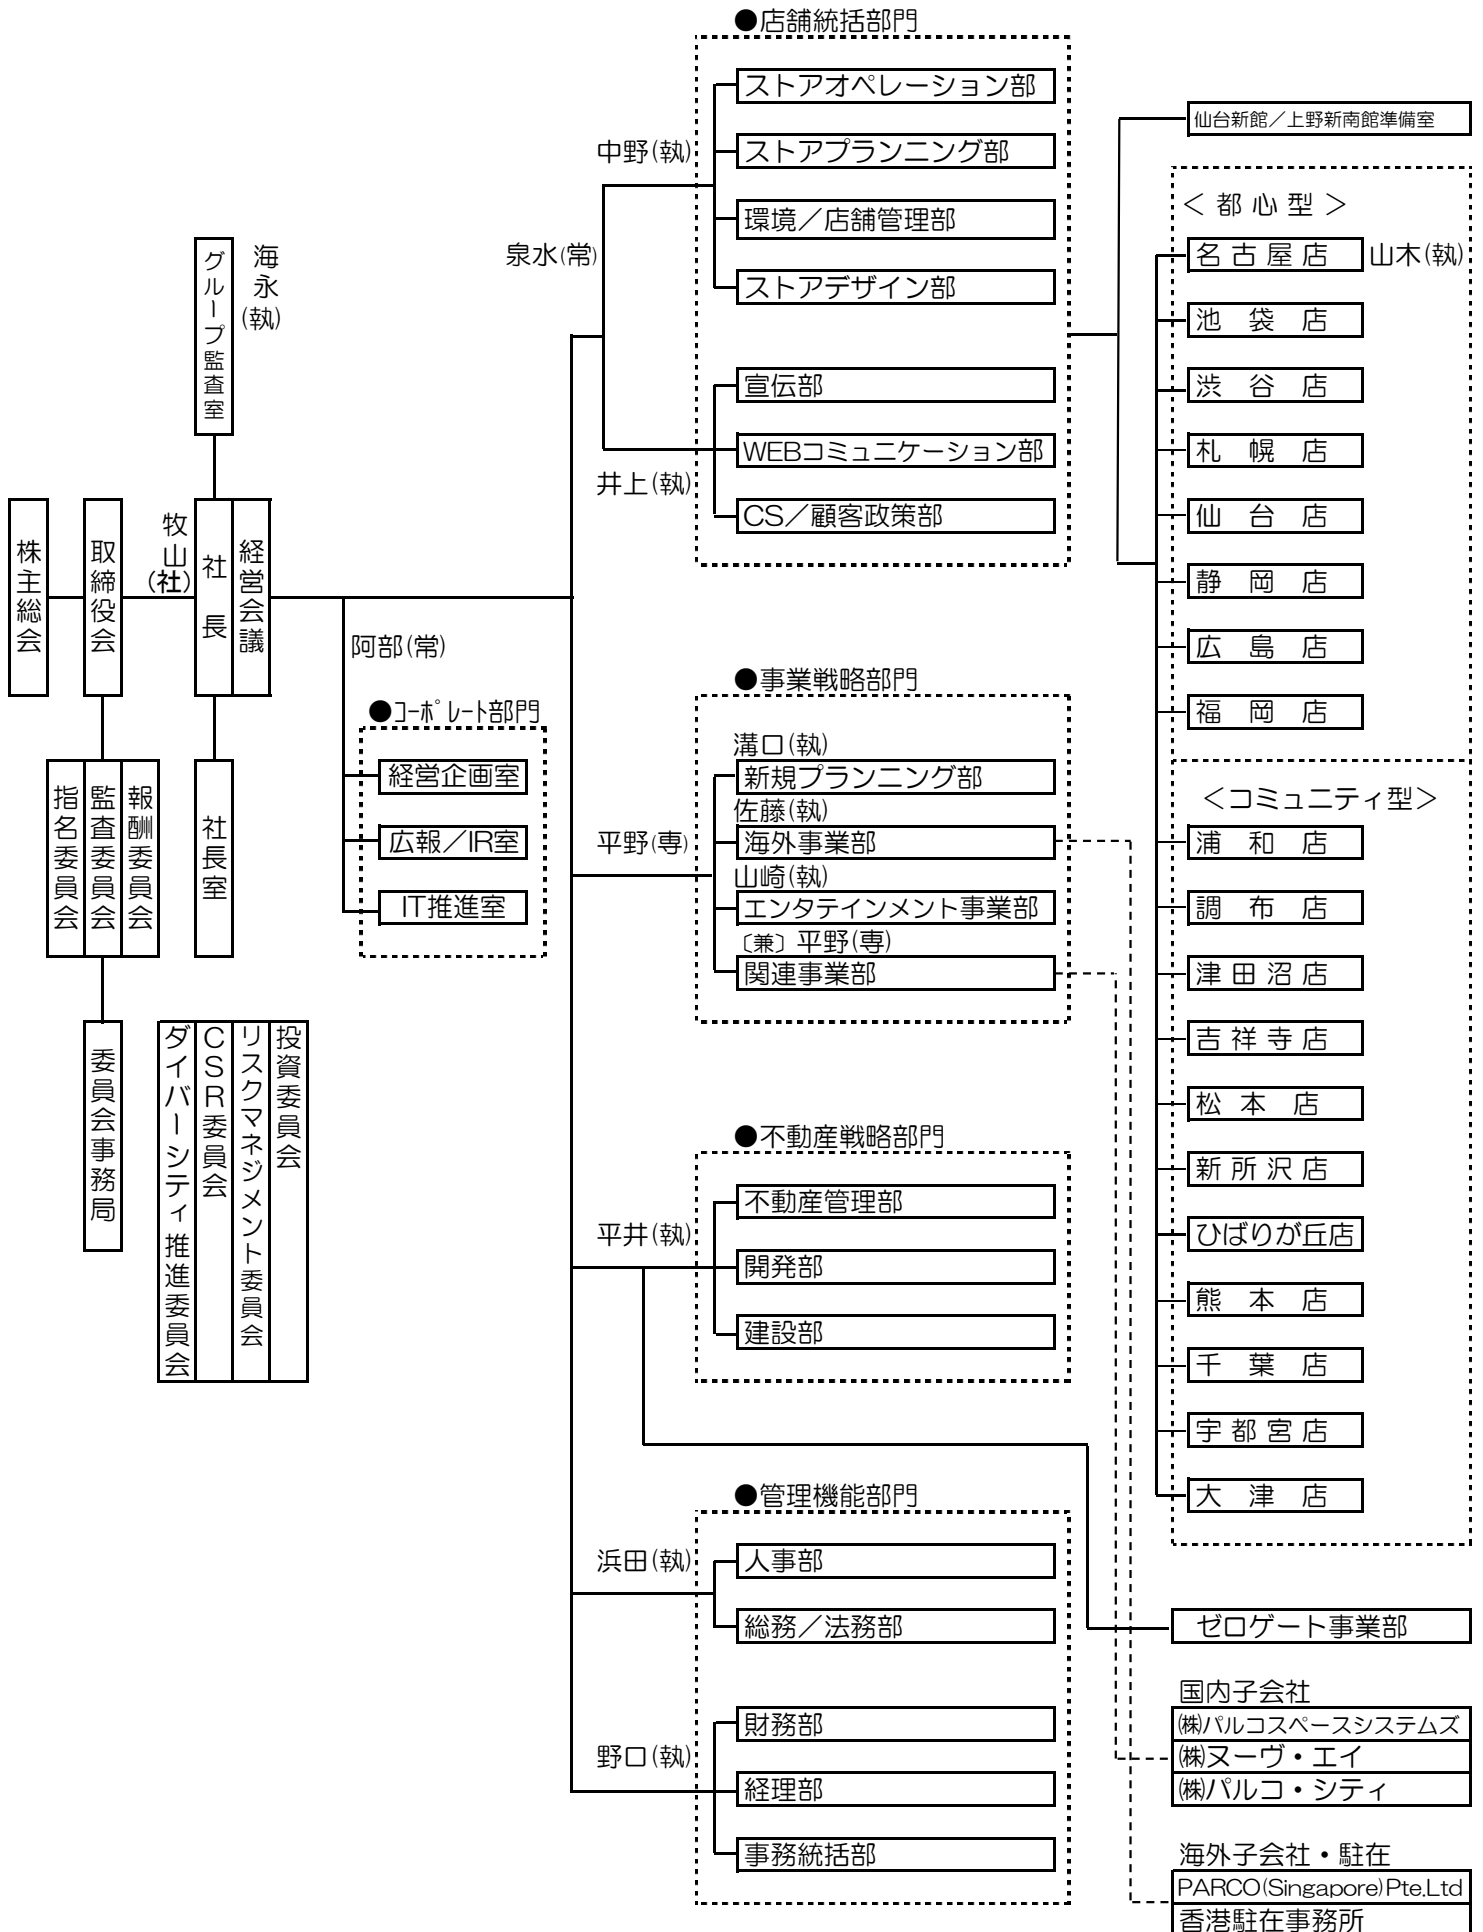 株主総会
取締役会
指名委員会
監査委員会
報酬委員会
委員会事務局
グループ監査室
海永(執)
牧山(社)
社長
経営会議
社長室
ダイバーシティ推進委員会
CSR委員会
リスクマネジメント委員会
投資委員会
阿部(常)
●コーポレート部門
経営企画室
広報／IR室
IT推進室
泉水(常)
●店舗統括部門
中野(執)
ストアオペレーション部
ストアプランニング部
環境／店舗管理部
ストアデザイン部
井上(執)
宣伝部
WEBコミュニケーション部
CS／顧客政策部
●事業戦略部門
平野(専)
溝口(執)
新規プランニング部
佐藤(執)
海外事業部
山崎(執)
エンタテインメント事業部
〔兼〕平野(専)
関連事業部
●不動産戦略部門
平井(執)
不動産管理部
開発部
建設部
●管理機能部門
浜田(執)
人事部
総務／法務部
野口(執)
財務部
経理部
事務統括部
仙台新館／上野新南館準備室
＜都心型＞
名古屋店 山木(執)
池袋店
渋谷店
札幌店
仙台店
静岡店
広島店
福岡店
＜コミュニティ型＞
浦和店
調布店
津田沼店
吉祥寺店
松本店
新所沢店
ひばりが丘店
熊本店
千葉店
宇都宮店
大津店
ゼロゲート事業部
国内子会社
㈱パルコスペースシステムズ
㈱ヌーヴ・エイ
㈱パルコ・シティ
海外子会社・駐在
PARCO(Singapore)Pte.Ltd
香港駐在事務所